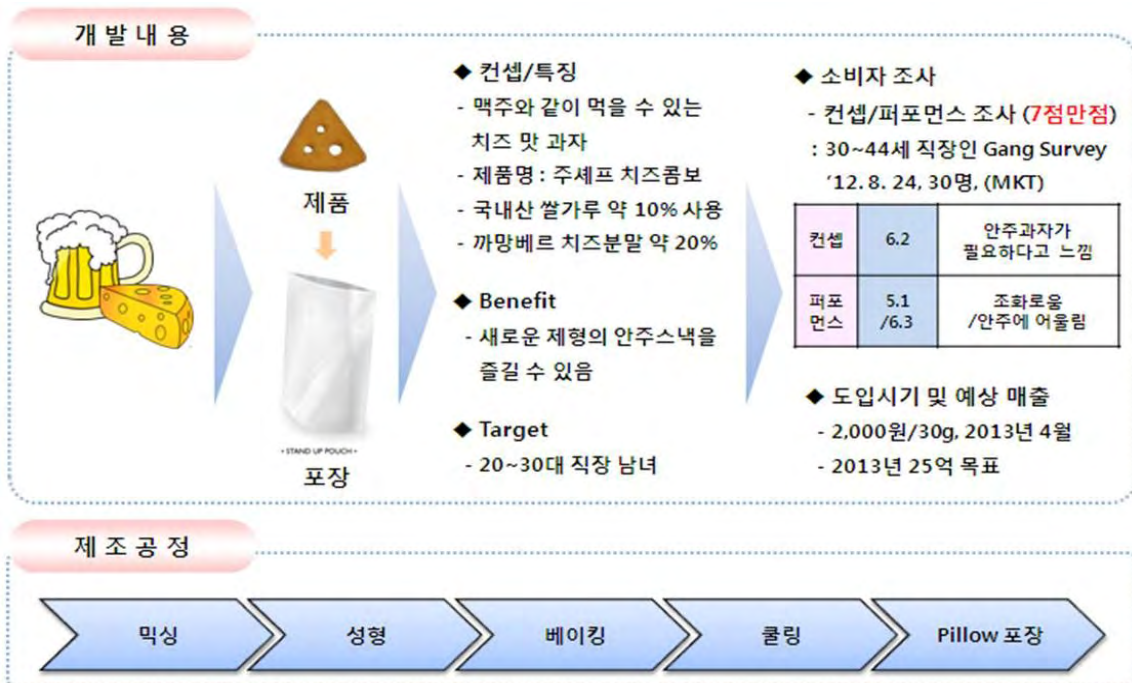 개 발 내 용
제품
• STAND UP POUCH •
포장
◆ 컨셉/특징
- 맥주와 같이 먹을 수 있는
치즈 맛 과자
- 제품명 : 주셰프 치즈콤보
- 국내산 쌀가루 약 10% 사용
- 까망베르 치즈분말 약 20%
◆ Benefit
- 새로운 제형의 안주스낵을
즐길 수 있음
◆ Target
- 20~30대 직장 남녀
◆ 소비자 조사
- 컨셉/퍼포먼스 조사 (7점만점)
: 30~44세 직장인 Gang Survey
‘12. 8. 24, 30명, (MKT)
컨셉 6.2 안주과자가
필요하다고 느낌
퍼포
먼스
5.1
/6.3
조화로움
/안주에 어울림
◆ 도입시기 및 예상 매출
- 2,000원/30g, 2013년 4월
- 2013년 25억 목표
제 조 공 정
믹싱
성형
베이킹
쿨링
Pillow 포장